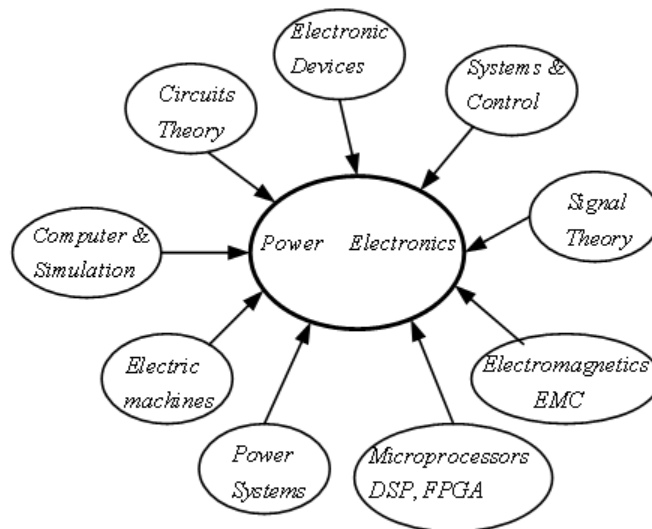 Electronic
Devices
Systems &
Control
Circuits
Theory
Signal
Theory
Computer &
Simulation
Power Electronics
Electric
machines
Electromagnetics
EMC
Power
Systems
Microprocessors
DSP, FPGA